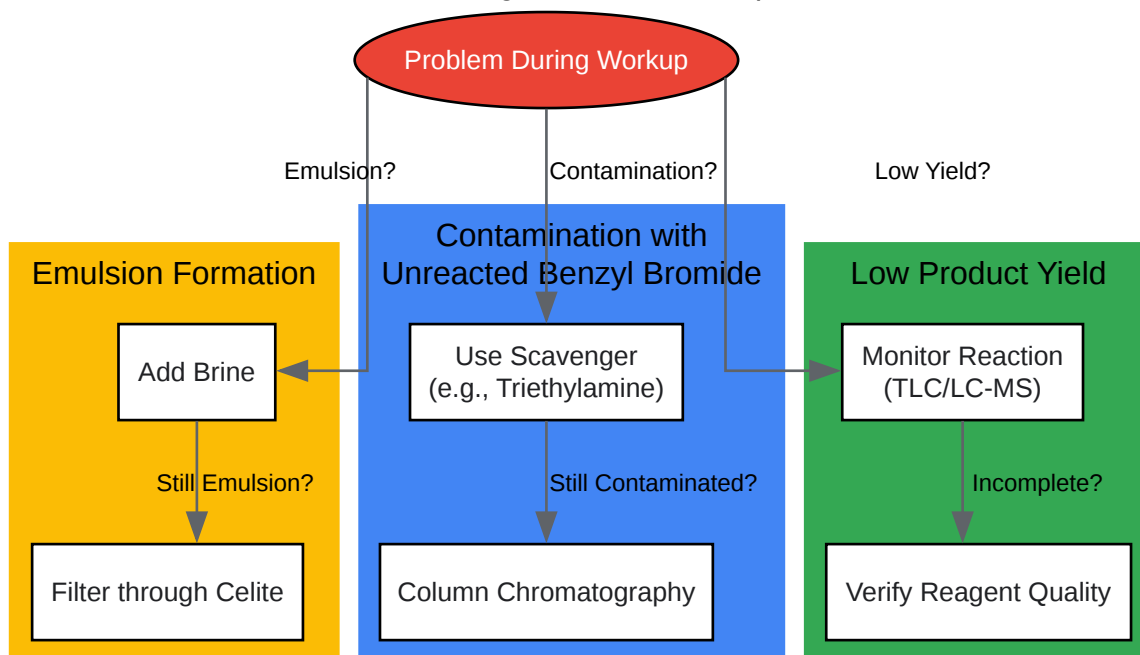 Problem During Workup
Emulsion?
Contamination?
Low Yield?
Emulsion Formation
Contamination with
Unreacted Benzyl Bromide
Low Product Yield
Add Brine
Use Scavenger
(e.g., Triethylamine)
Monitor Reaction
(TLC/LC-MS)
Still Emulsion?
Still Contaminated?
Incomplete?
Filter through Celite
Column Chromatography
Verify Reagent Quality